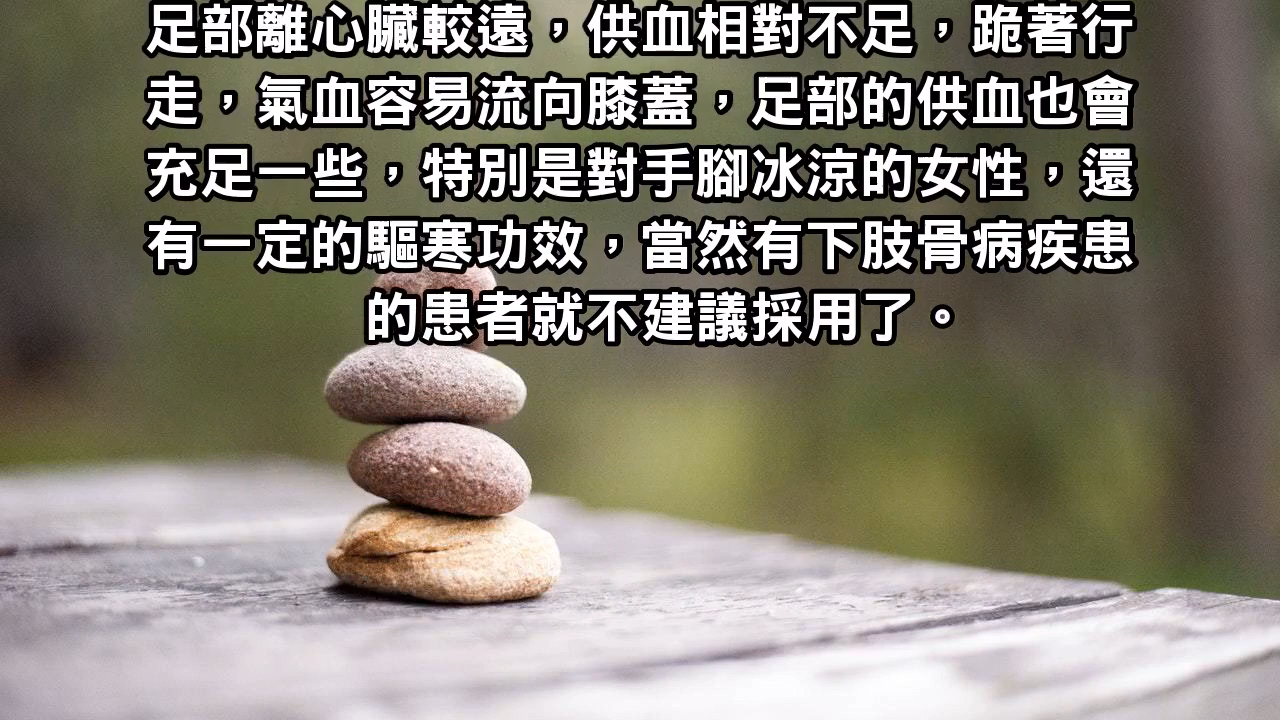 足部離心臟較遠，供血相對不足，跪著行
走，氣血容易流向膝蓋，足部的供血也會
充足一些，特別是對手腳冰涼的女性，還
有一定的驅寒功效，當然有下肢骨病疾患
的患者就不建議採用了。